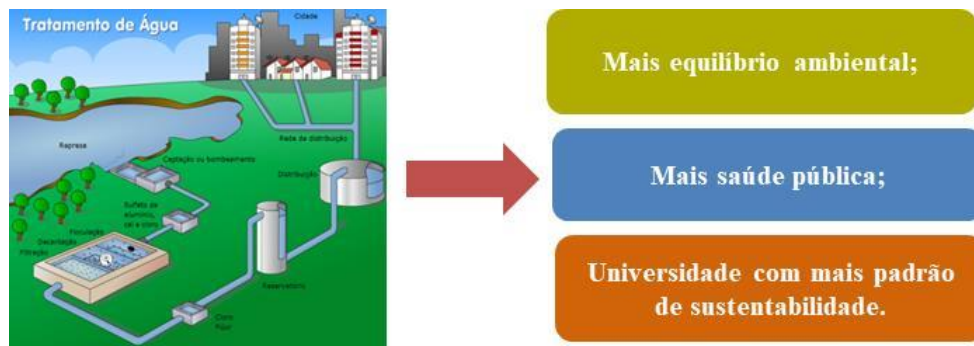 Tratamento de Água
Cidade
Rede de distribuição
Represa
Captação ou bombeamento
Distribuição
Sulfato de
alumínio,
cal e cloro
Floculação
Decantação
Filtração
Reservatório
Cloro
Flúor
Mais equilíbrio ambiental;
Mais saúde pública;
Universidade com mais padrão
de sustentabilidade.